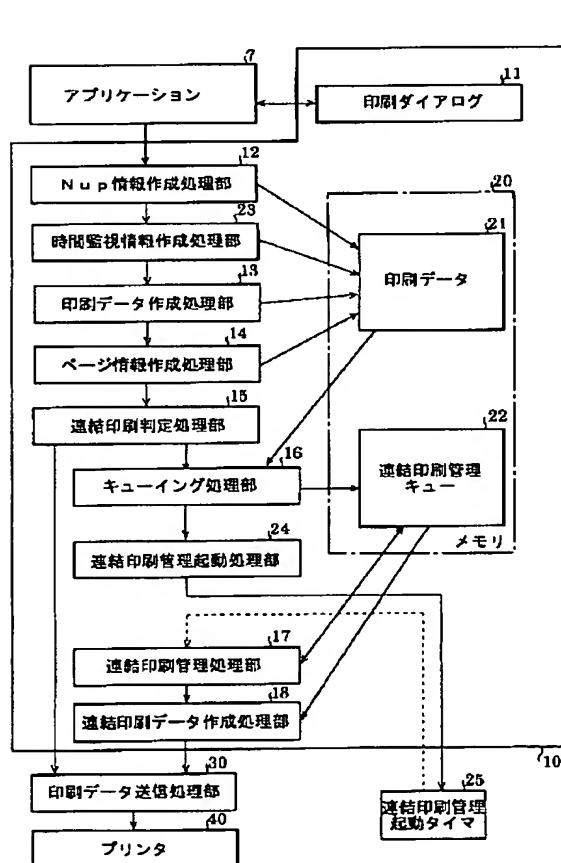 7
アプリケーション
11
印刷ダイアログ
12
Nup情報作成処理部
20
23
時間監視情報作成処理部
21
印刷データ
13
印刷データ作成処理部
14
ページ情報作成処理部
15
連結印刷判定処理部
22
連結印刷管理
キュー
16
キューイング処理部
メモリ
24
連結印刷管理起動処理部
17
連結印刷管理処理部
18
連結印刷データ作成処理部
10
30
印刷データ送信処理部
25
連結印刷管理
起動タイマ
40
プリンタ